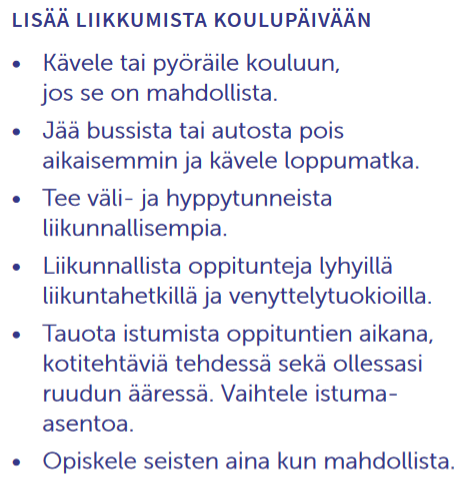 LISÄÄ LIIKKUMISTA KOULUPÄIVÄÄN
• Kävele tai pyöräile kouluun,
jos se on mahdollista.
• Jää bussista tai autosta pois
aikaisemmin ja kävele loppumatka.
• Tee väli- ja hyppytunneista
liikunnallisempia.
• Liikunnallista oppitunteja lyhyillä
liikuntahetkillä ja venyttelytuokioilla.
• Tauota istumista oppituntien aikana,
kotitehtäviä tehdessä sekä ollessasi
ruudun ääressä. Vaihtele istuma-
asentoa.
• Opiskele seisten aina kun mahdollista.